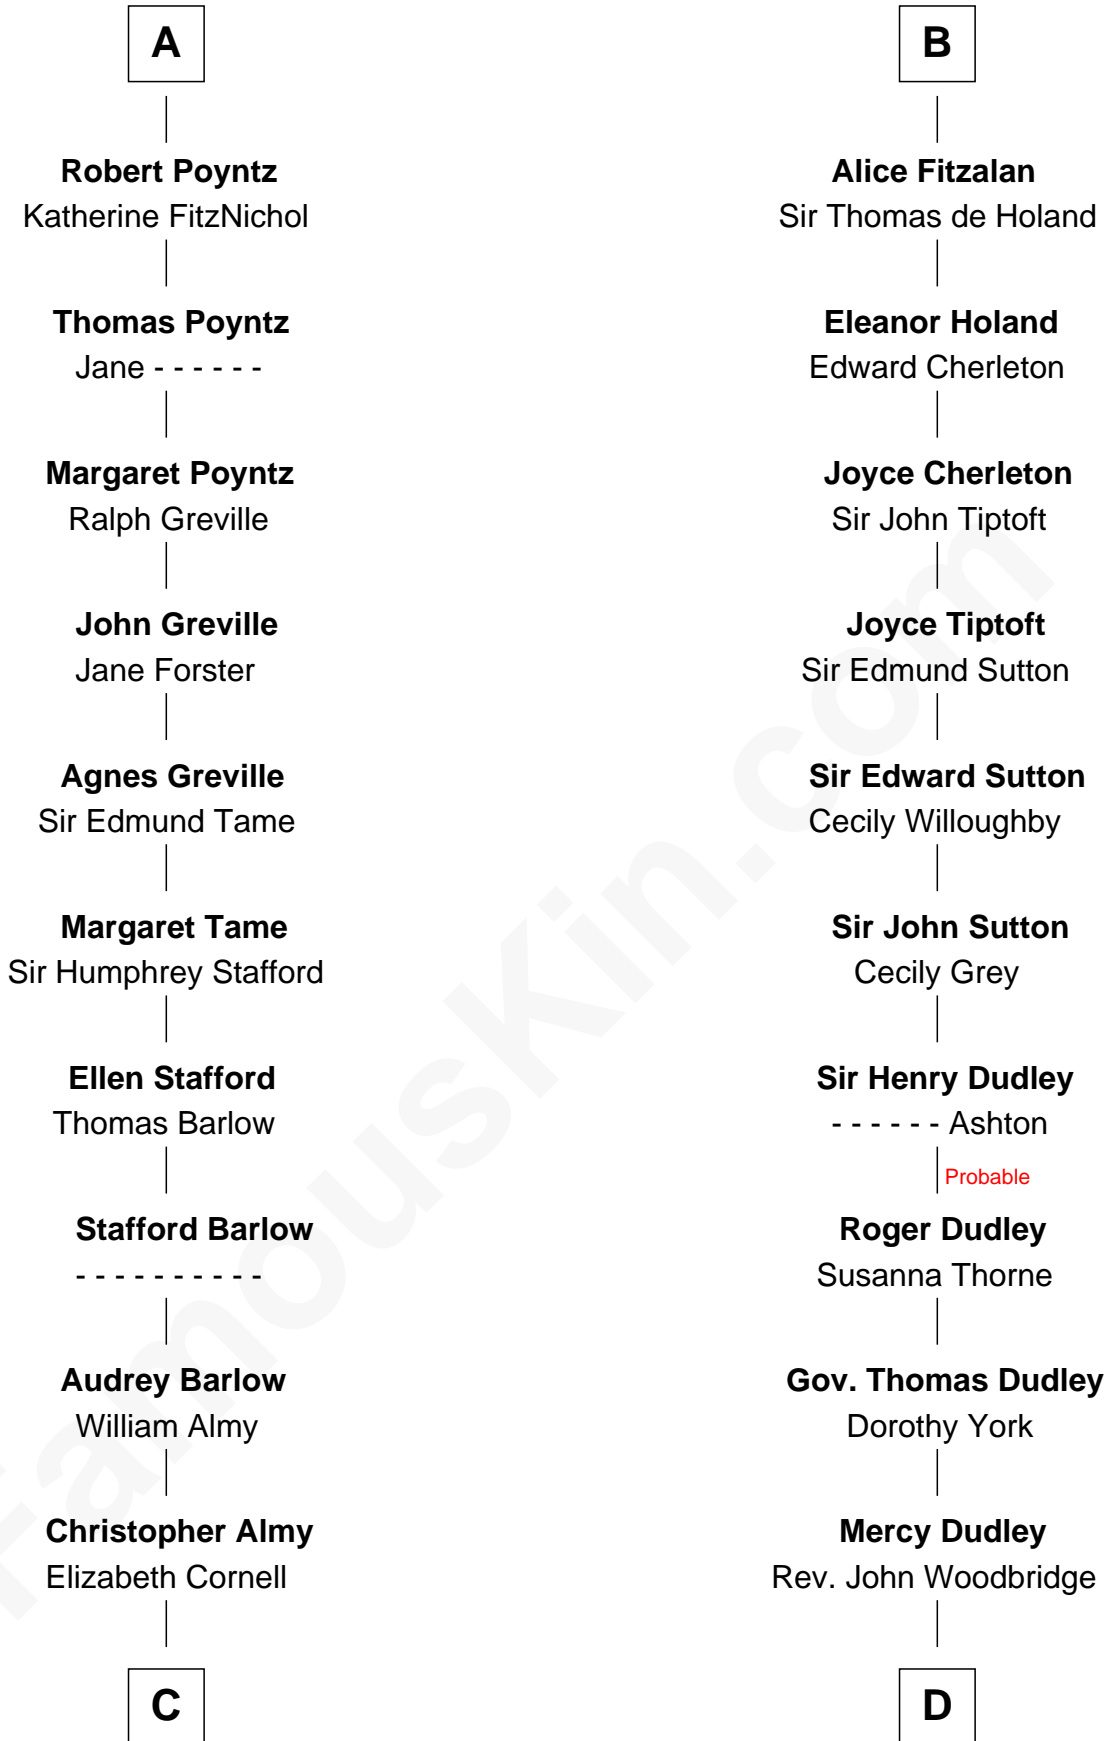 A
Robert Poyntz
Katherine FitzNichol
Thomas Poyntz
Jane - - - - - -
Margaret Poyntz
Ralph Greville
John Greville
Jane Forster
Agnes Greville
Sir Edmund Tame
Margaret Tame
Sir Humphrey Stafford
Ellen Stafford
Thomas Barlow
Stafford Barlow
- - - - - - - - - -
Audrey Barlow
William Almy
Christopher Almy
Elizabeth Cornell
C
B
Alice Fitzalan
Sir Thomas de Holand
Eleanor Holand
Edward Cherleton
Joyce Cherleton
Sir John Tiptoft
Joyce Tiptoft
Sir Edmund Sutton
Sir Edward Sutton
Cecily Willoughby
Sir John Sutton
Cecily Grey
Sir Henry Dudley
- - - - - - Ashton
Probable
Roger Dudley
Susanna Thorne
Gov. Thomas Dudley
Dorothy York
Mercy Dudley
Rev. John Woodbridge
D
FamousKin.com